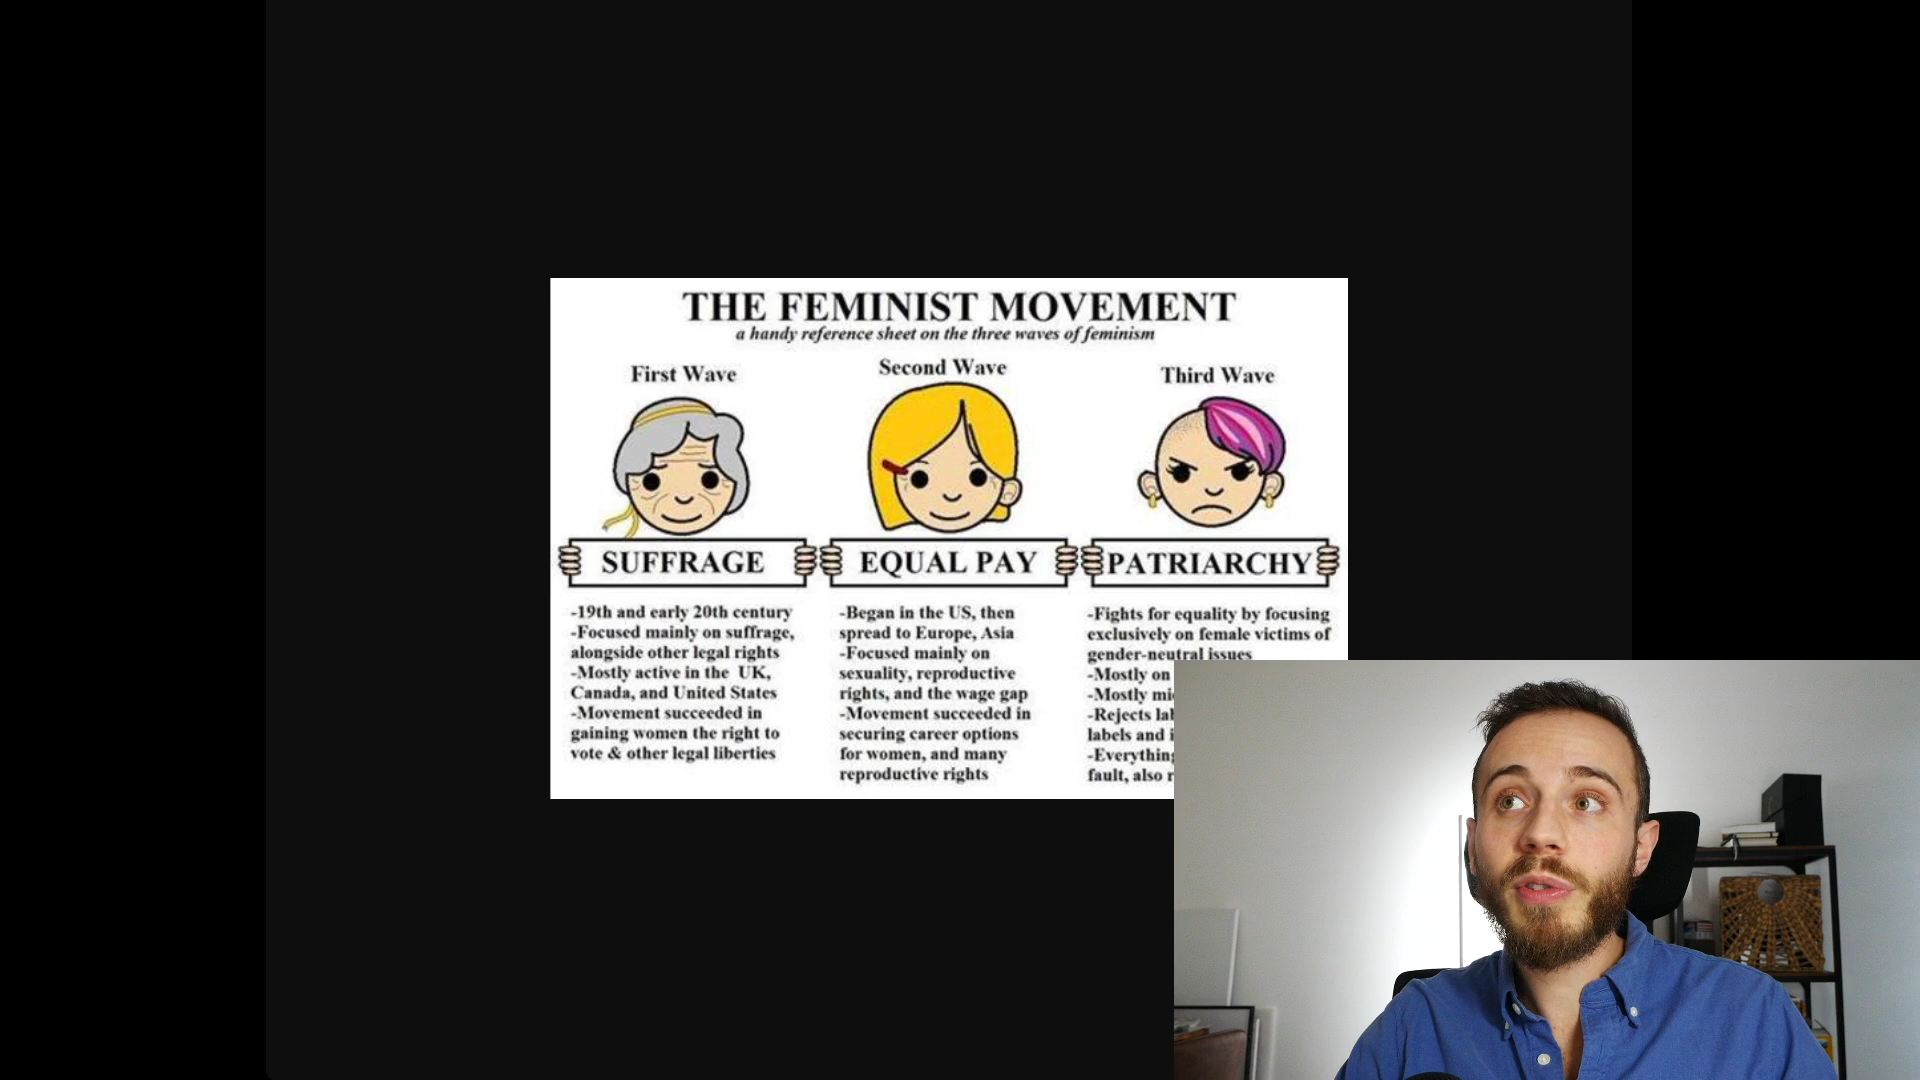 THE FEMINIST MOVEMENT
a handy reference sheet on the three waves of feminism
First Wave
SUFFRAGE
-19th and early 20th century
-Focused mainly on suffrage,
alongside other legal rights
-Mostly active in the UK,
Canada, and United States
-Movement succeeded in
gaining women the right to
vote & other legal liberties
Second Wave
EQUAL PAY
-Began in the US, then
spread to Europe, Asia
-Focused mainly on
sexuality, reproductive
rights, and the wage gap
-Movement succeeded in
securing career options
for women, and many
reproductive rights
Third Wave
PATRIARCHY
-Fights for equality by focusing
exclusively on female victims of
gender-neutral issues
-Mostly on
-Mostly
-Rejects
labels and
-Everything
fault, also